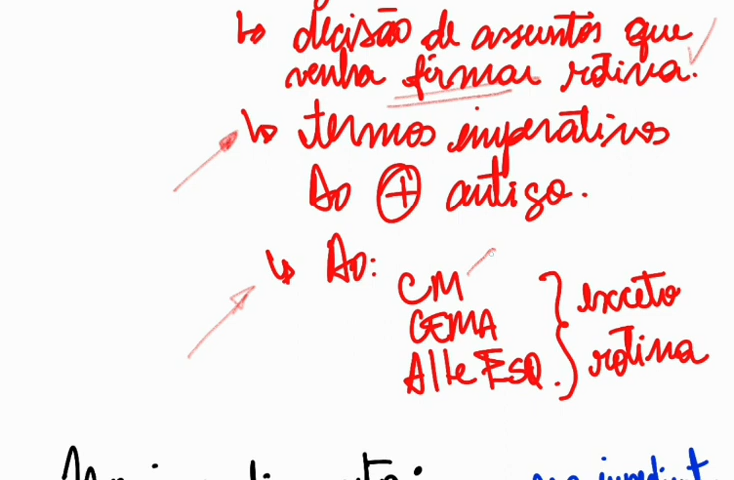 ↳ decisão de assuntos que
venha firmar rotina.
↳ termos imperativos
Ao ⊕ antigo.
↳ Ao:
CM
CEMA } exceto
Alte Esq. } rotina